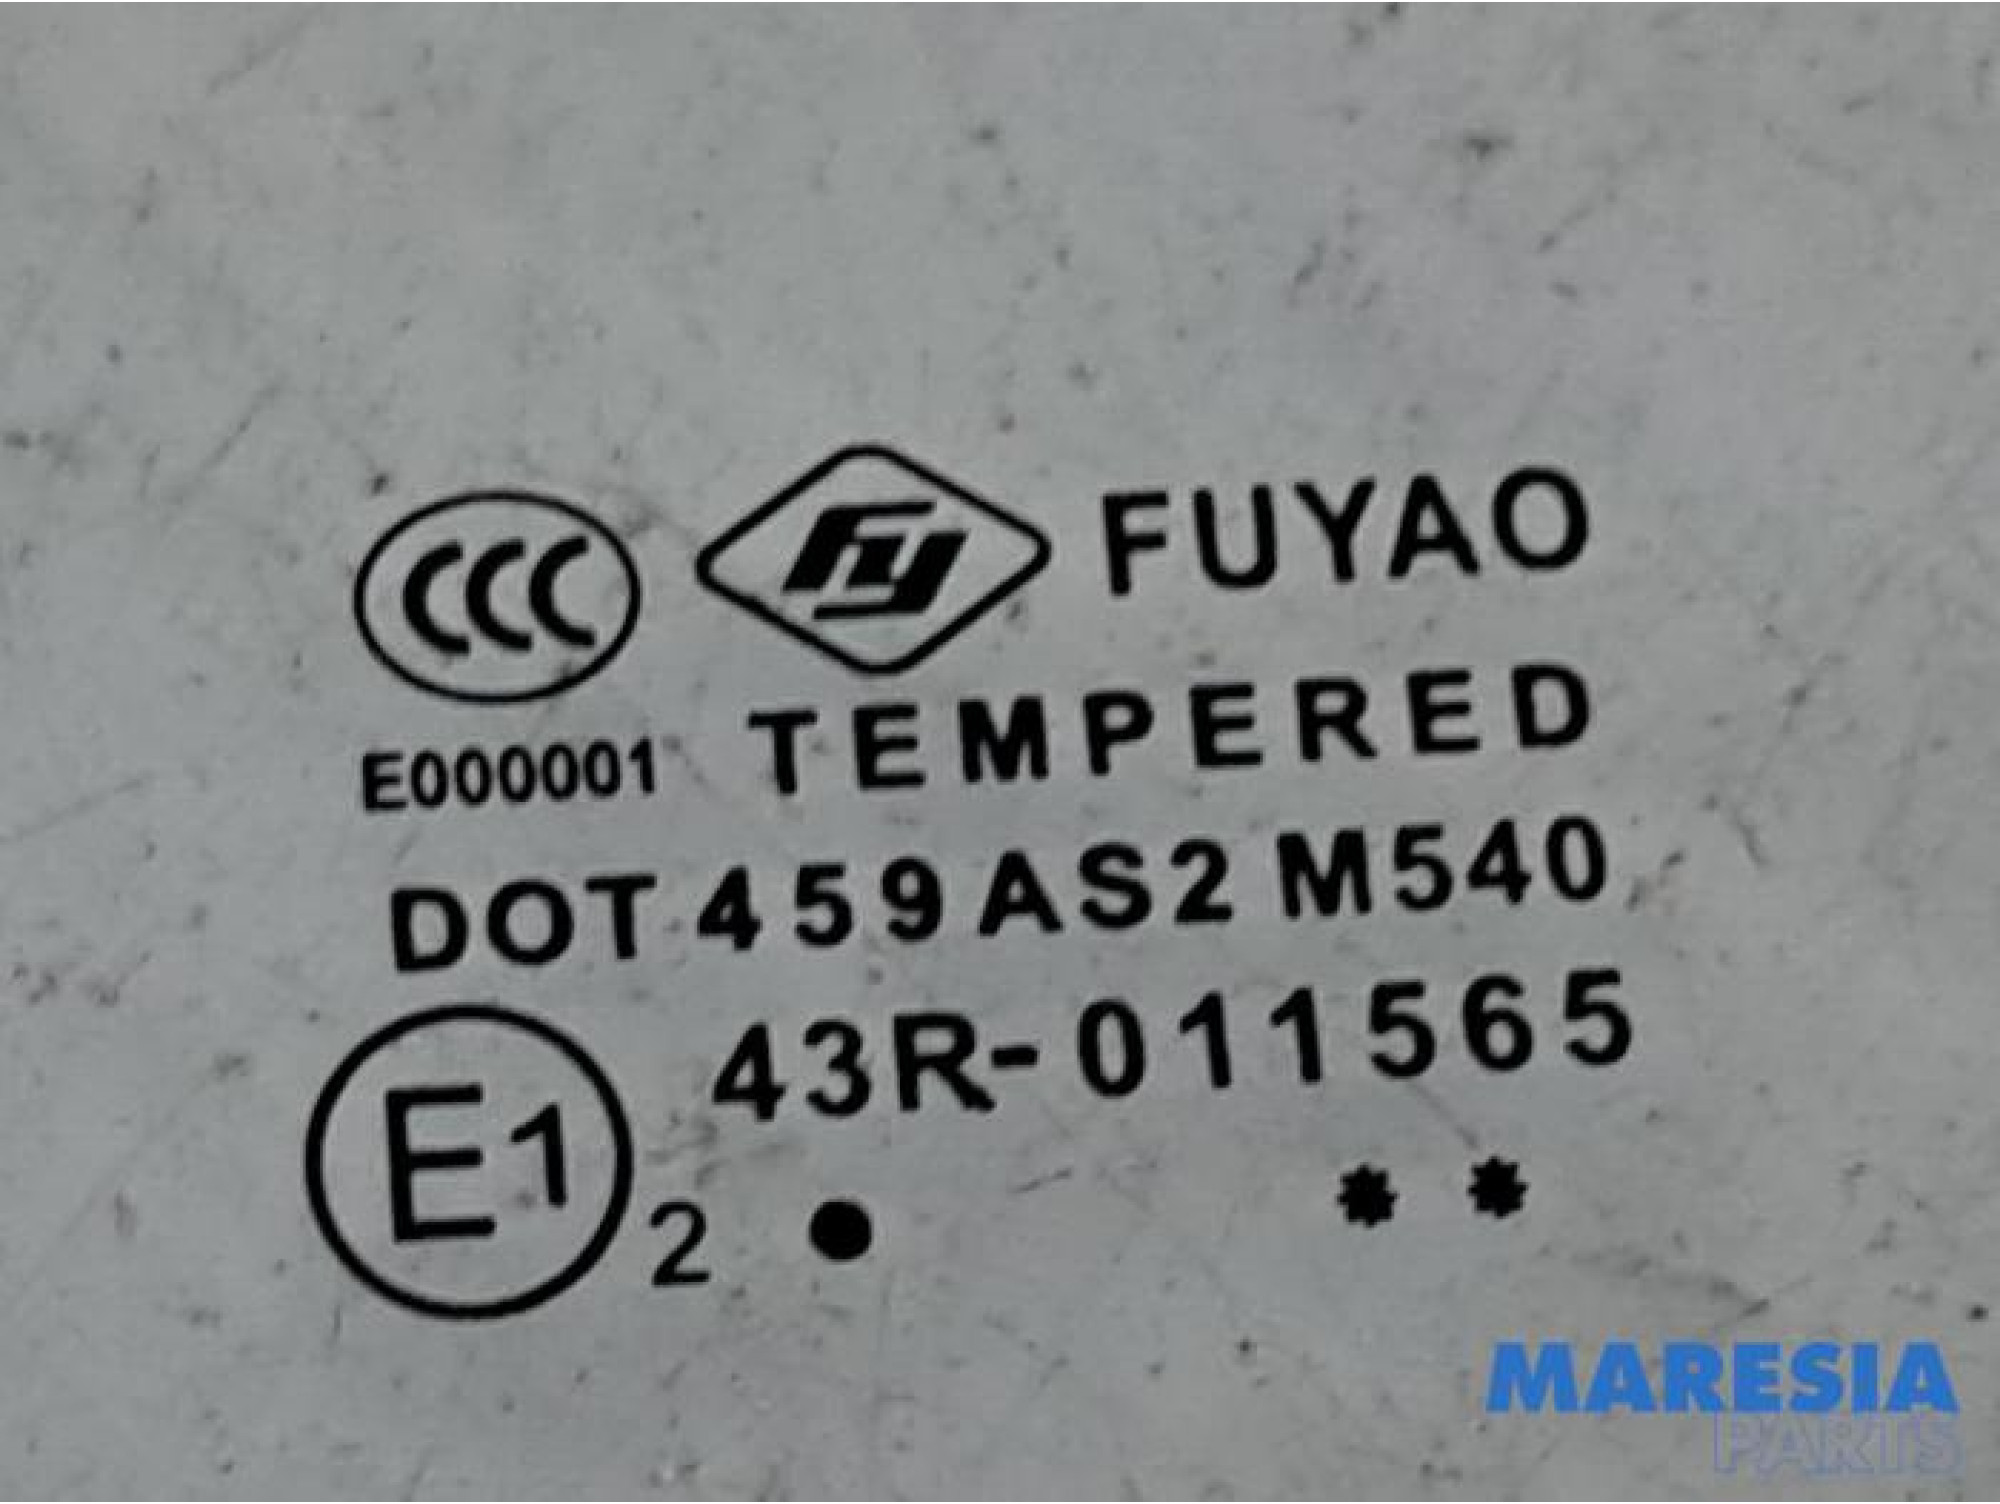 CCC fy FUYAO
E000001 TEMPERED
DOT 459 AS2 M540
E1 43R-011565
2
MARESIA
PARTS